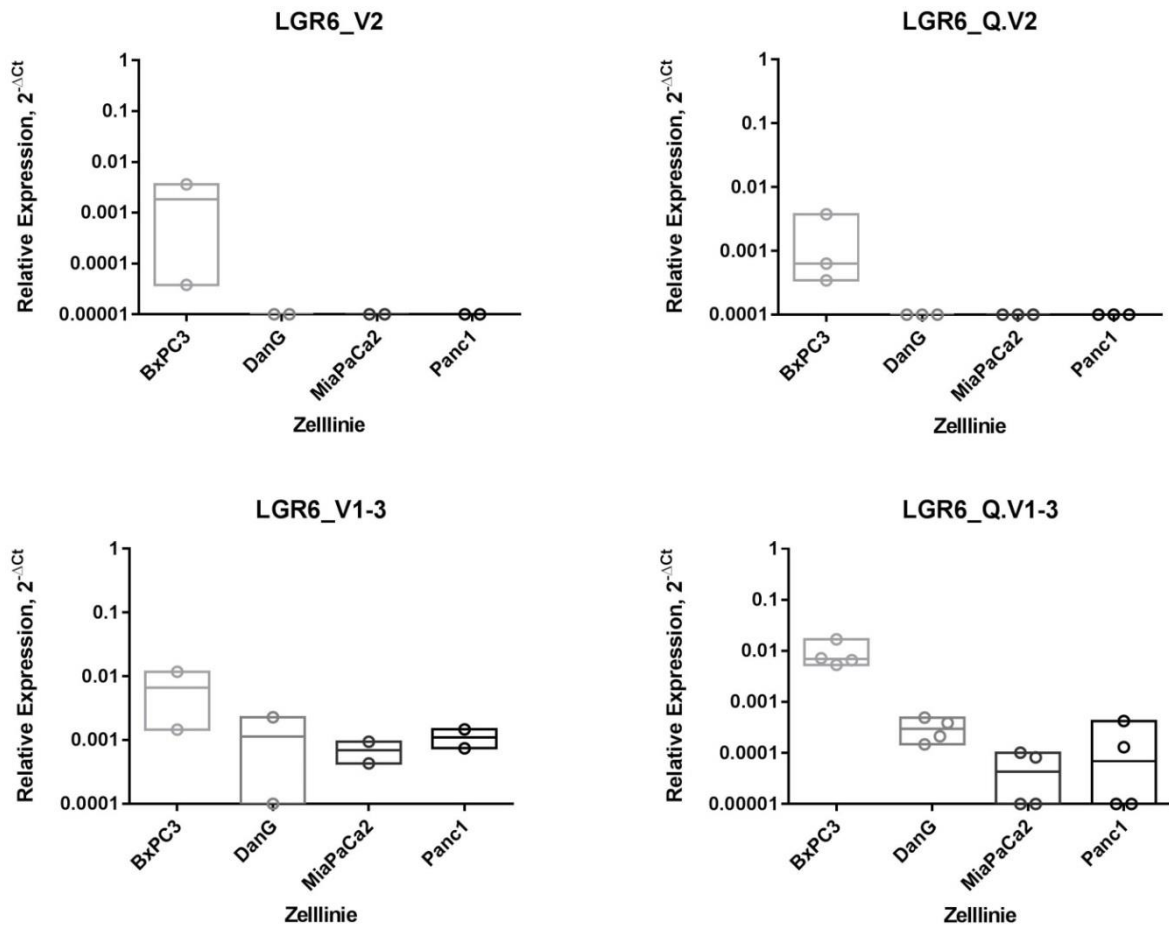 LGR6_V2
Relative Expression, 2^-ΔCt
1
0.1
0.01
0.001
0.0001
0.00001
BxPC3
DanG
MiaPaCa2
Panc1
Zelllinie
LGR6_Q.V2
Relative Expression, 2^-ΔCt
1
0.1
0.01
0.001
0.0001
BxPC3
DanG
MiaPaCa2
Panc1
Zelllinie
LGR6_V1-3
Relative Expression, 2^-ΔCt
1
0.1
0.01
0.001
0.0001
BxPC3
DanG
MiaPaCa2
Panc1
Zelllinie
LGR6_Q.V1-3
Relative Expression, 2^-ΔCt
1
0.1
0.01
0.001
0.0001
0.00001
BxPC3
DanG
MiaPaCa2
Panc1
Zelllinie